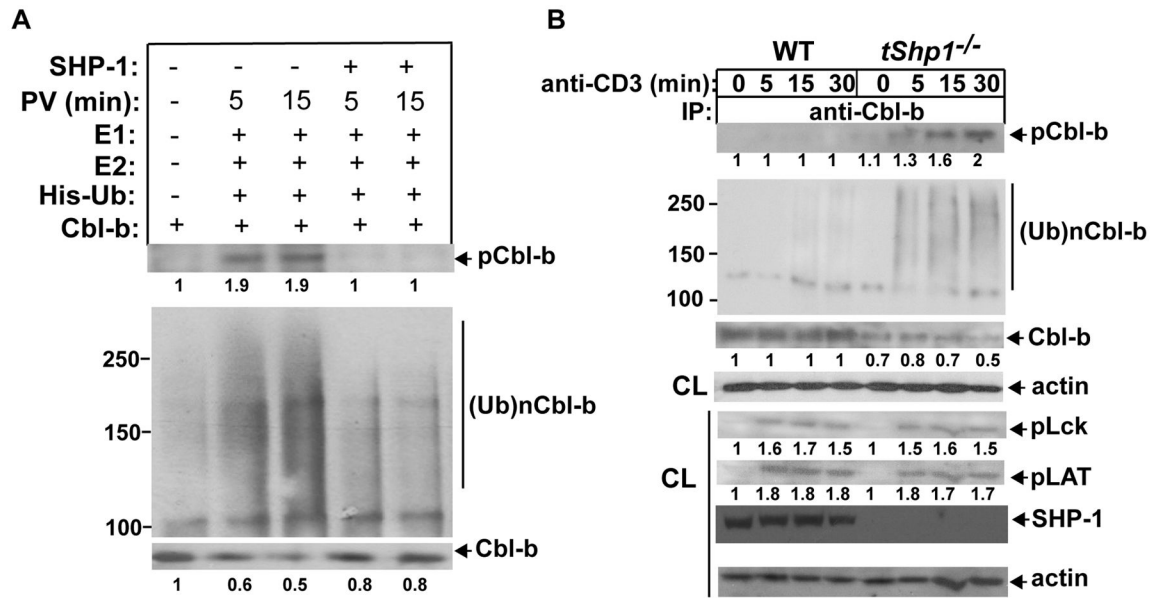 A
SHP-1: - - - + +
PV (min): - 5 15 5 15
E1: - + + + +
E2: - + + + +
His-Ub: - + + + +
Cbl-b: + + + + +
pCbl-b
1 1.9 1.9 1 1
250
150
100
(Ub)nCbl-b
Cbl-b
1 0.6 0.5 0.8 0.8
B
WT tShp1-/-
anti-CD3 (min): 0 5 15 30 0 5 15 30
IP: anti-Cbl-b
pCbl-b
1 1 1 1 1.1 1.3 1.6 2
250
150
100
(Ub)nCbl-b
Cbl-b
1 1 1 1 0.7 0.8 0.7 0.5
CL actin
pLck
1 1.6 1.7 1.5 1 1.5 1.6 1.5
CL
pLAT
1 1.8 1.8 1.8 1 1.8 1.7 1.7
SHP-1
actin